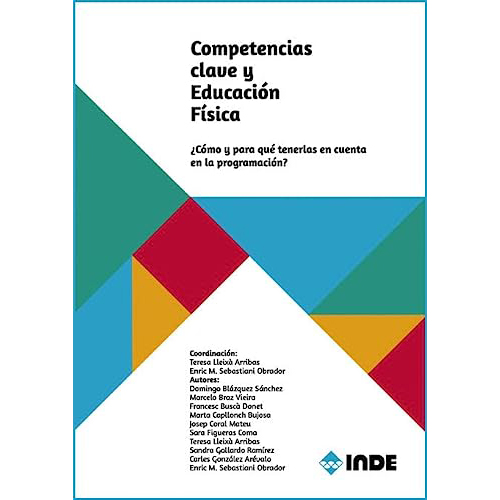 Competencias
clave y
Educación
Física
¿Cómo y para qué tenerlas en cuenta
en la programación?
Coordinación:
Teresa Lleixà Arribas
Enric M. Sebastiani Obrador
Autores:
Domingo Blázquez Sánchez
Marcelo Braz Vieira
Francesc Buscà Donet
Marta Capllonch Bujosa
Josep Coral Mateu
Sara Figueras Coma
Teresa Lleixà Arribas
Sandra Gallardo Ramírez
Carles González Arévalo
Enric M. Sebastiani Obrador
INDE